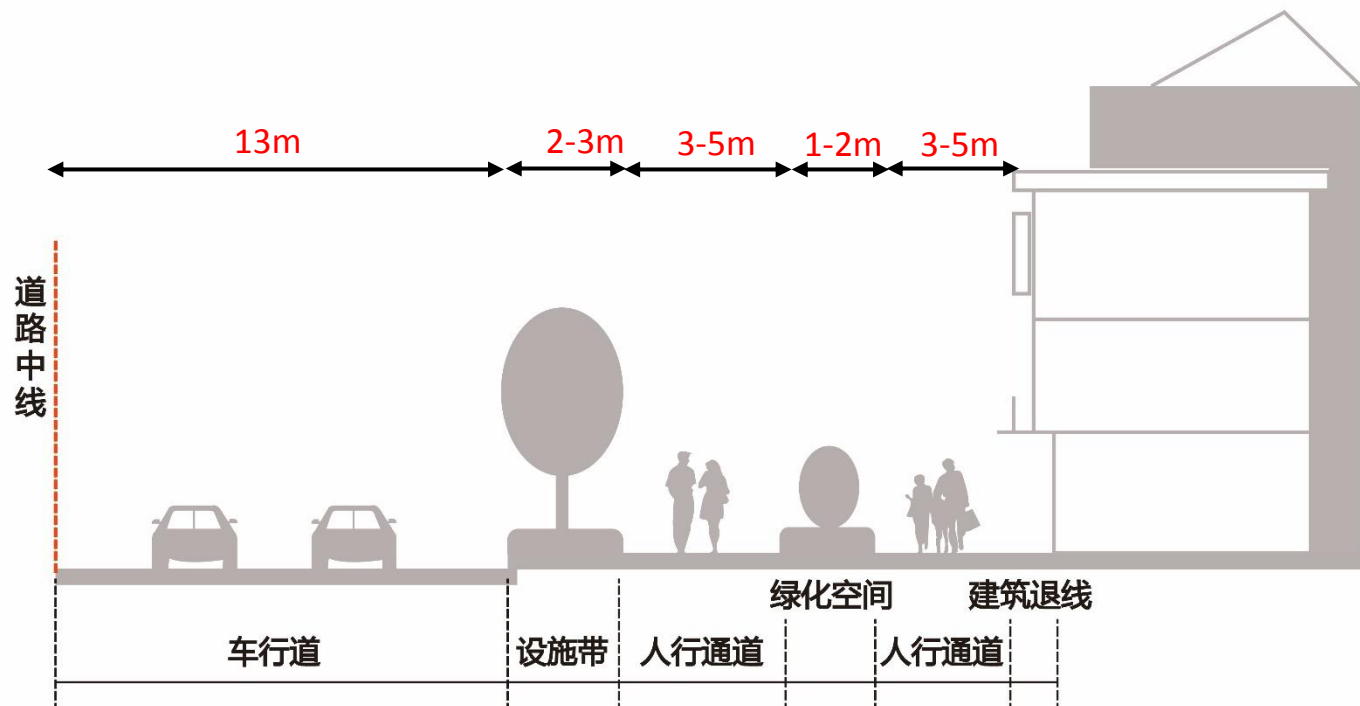 13m
2-3m
3-5m
1-2m
3-5m
道路中线
绿化空间
建筑退线
车行道
设施带
人行通道
人行通道